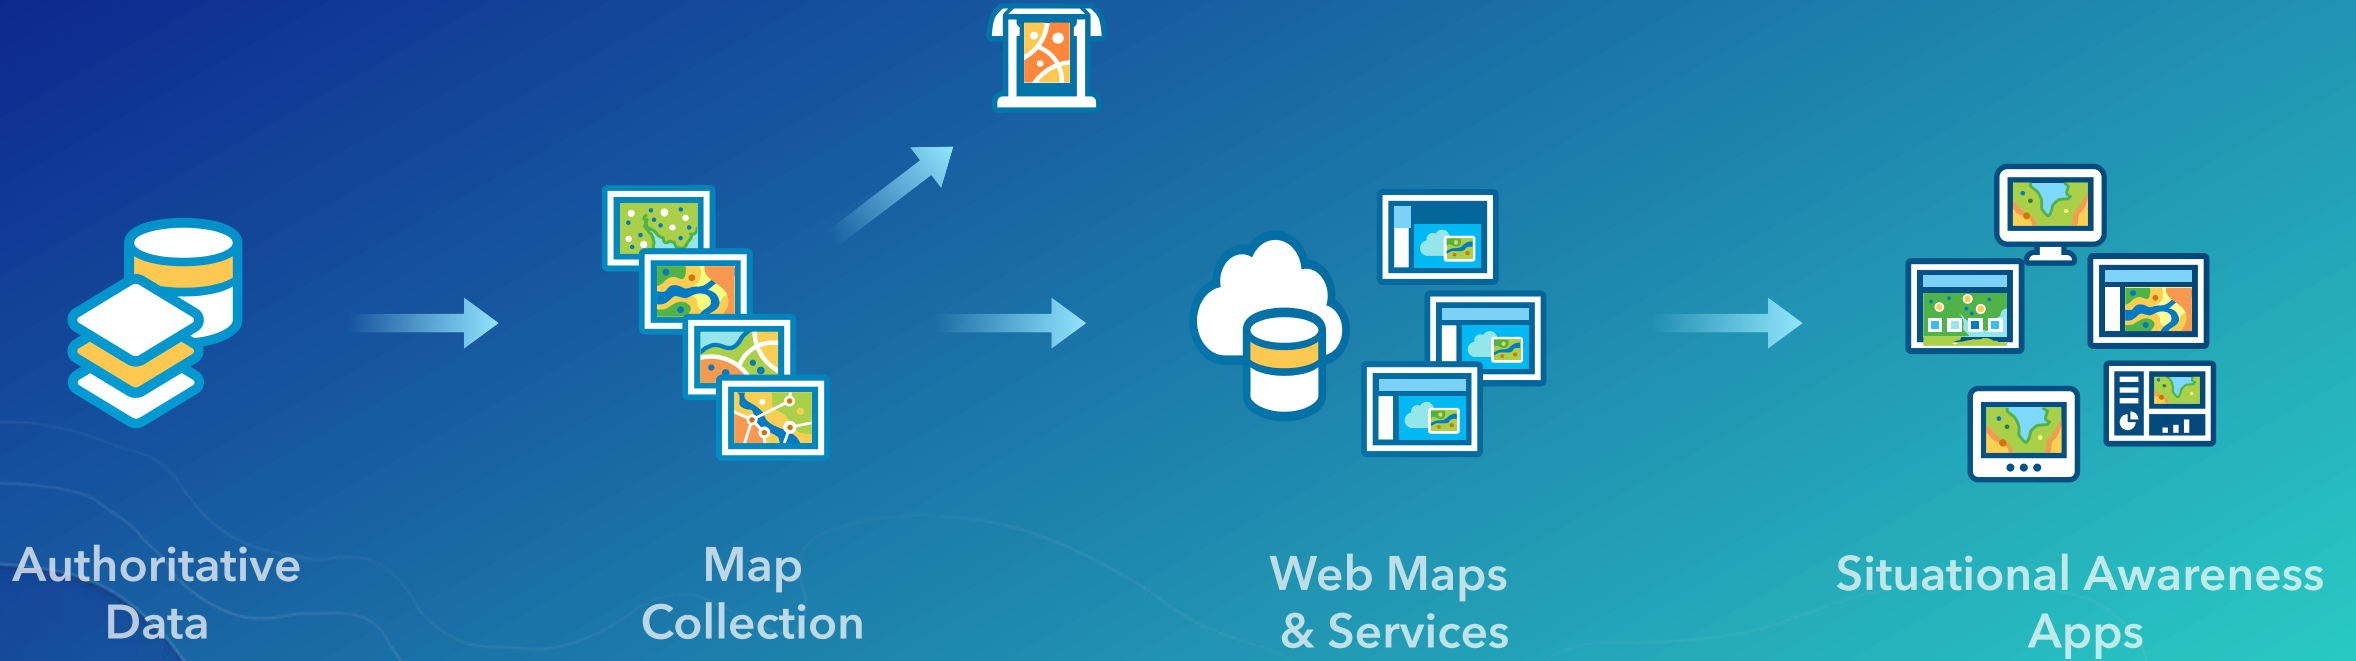 Authoritative
Data
Map
Collection
Web Maps
& Services
Situational Awareness
Apps